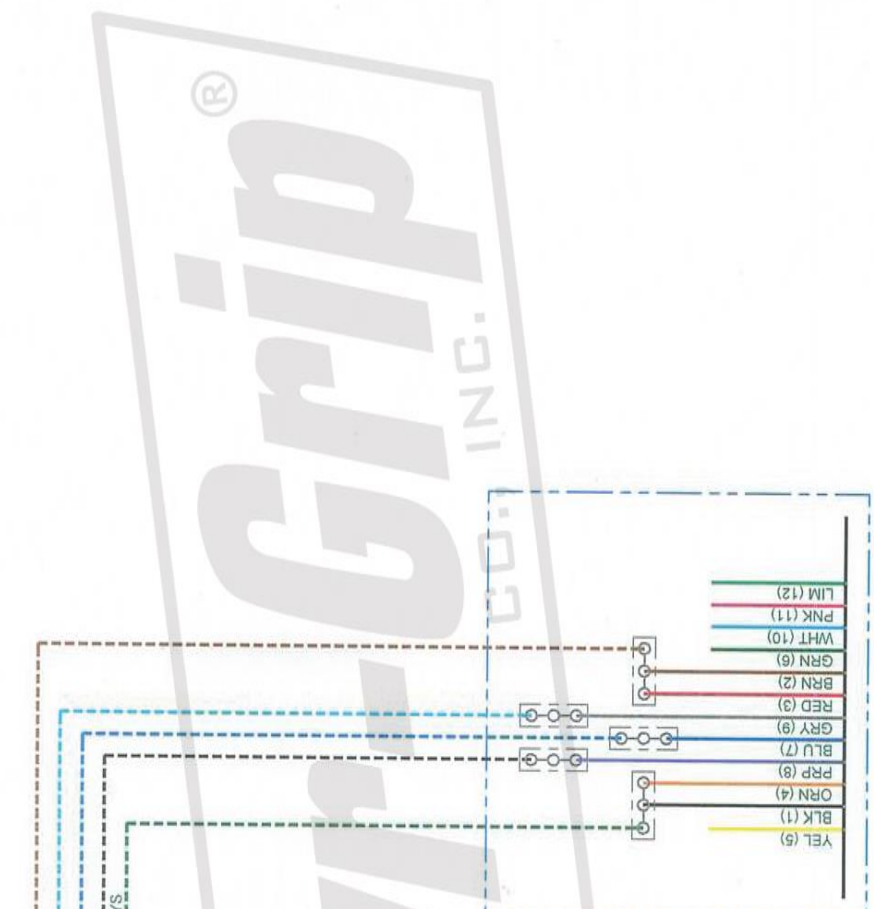 YEL (5)
BLK (1)
ORN (4)
PRP (8)
BLU (7)
GRY (9)
RED (3)
BRN (2)
GRN (6)
WHT (10)
PNK (11)
LIM (12)
r-Grip®
CO., INC.